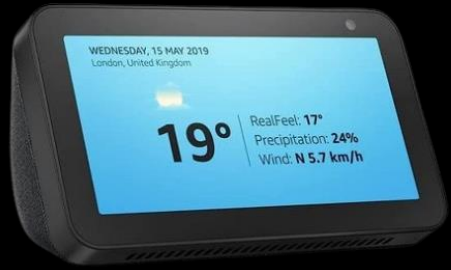 WEDNESDAY, 15 MAY 2019
London, United Kingdom
19°
RealFeel: 17°
Precipitation: 24%
Wind: N 5.7 km/h